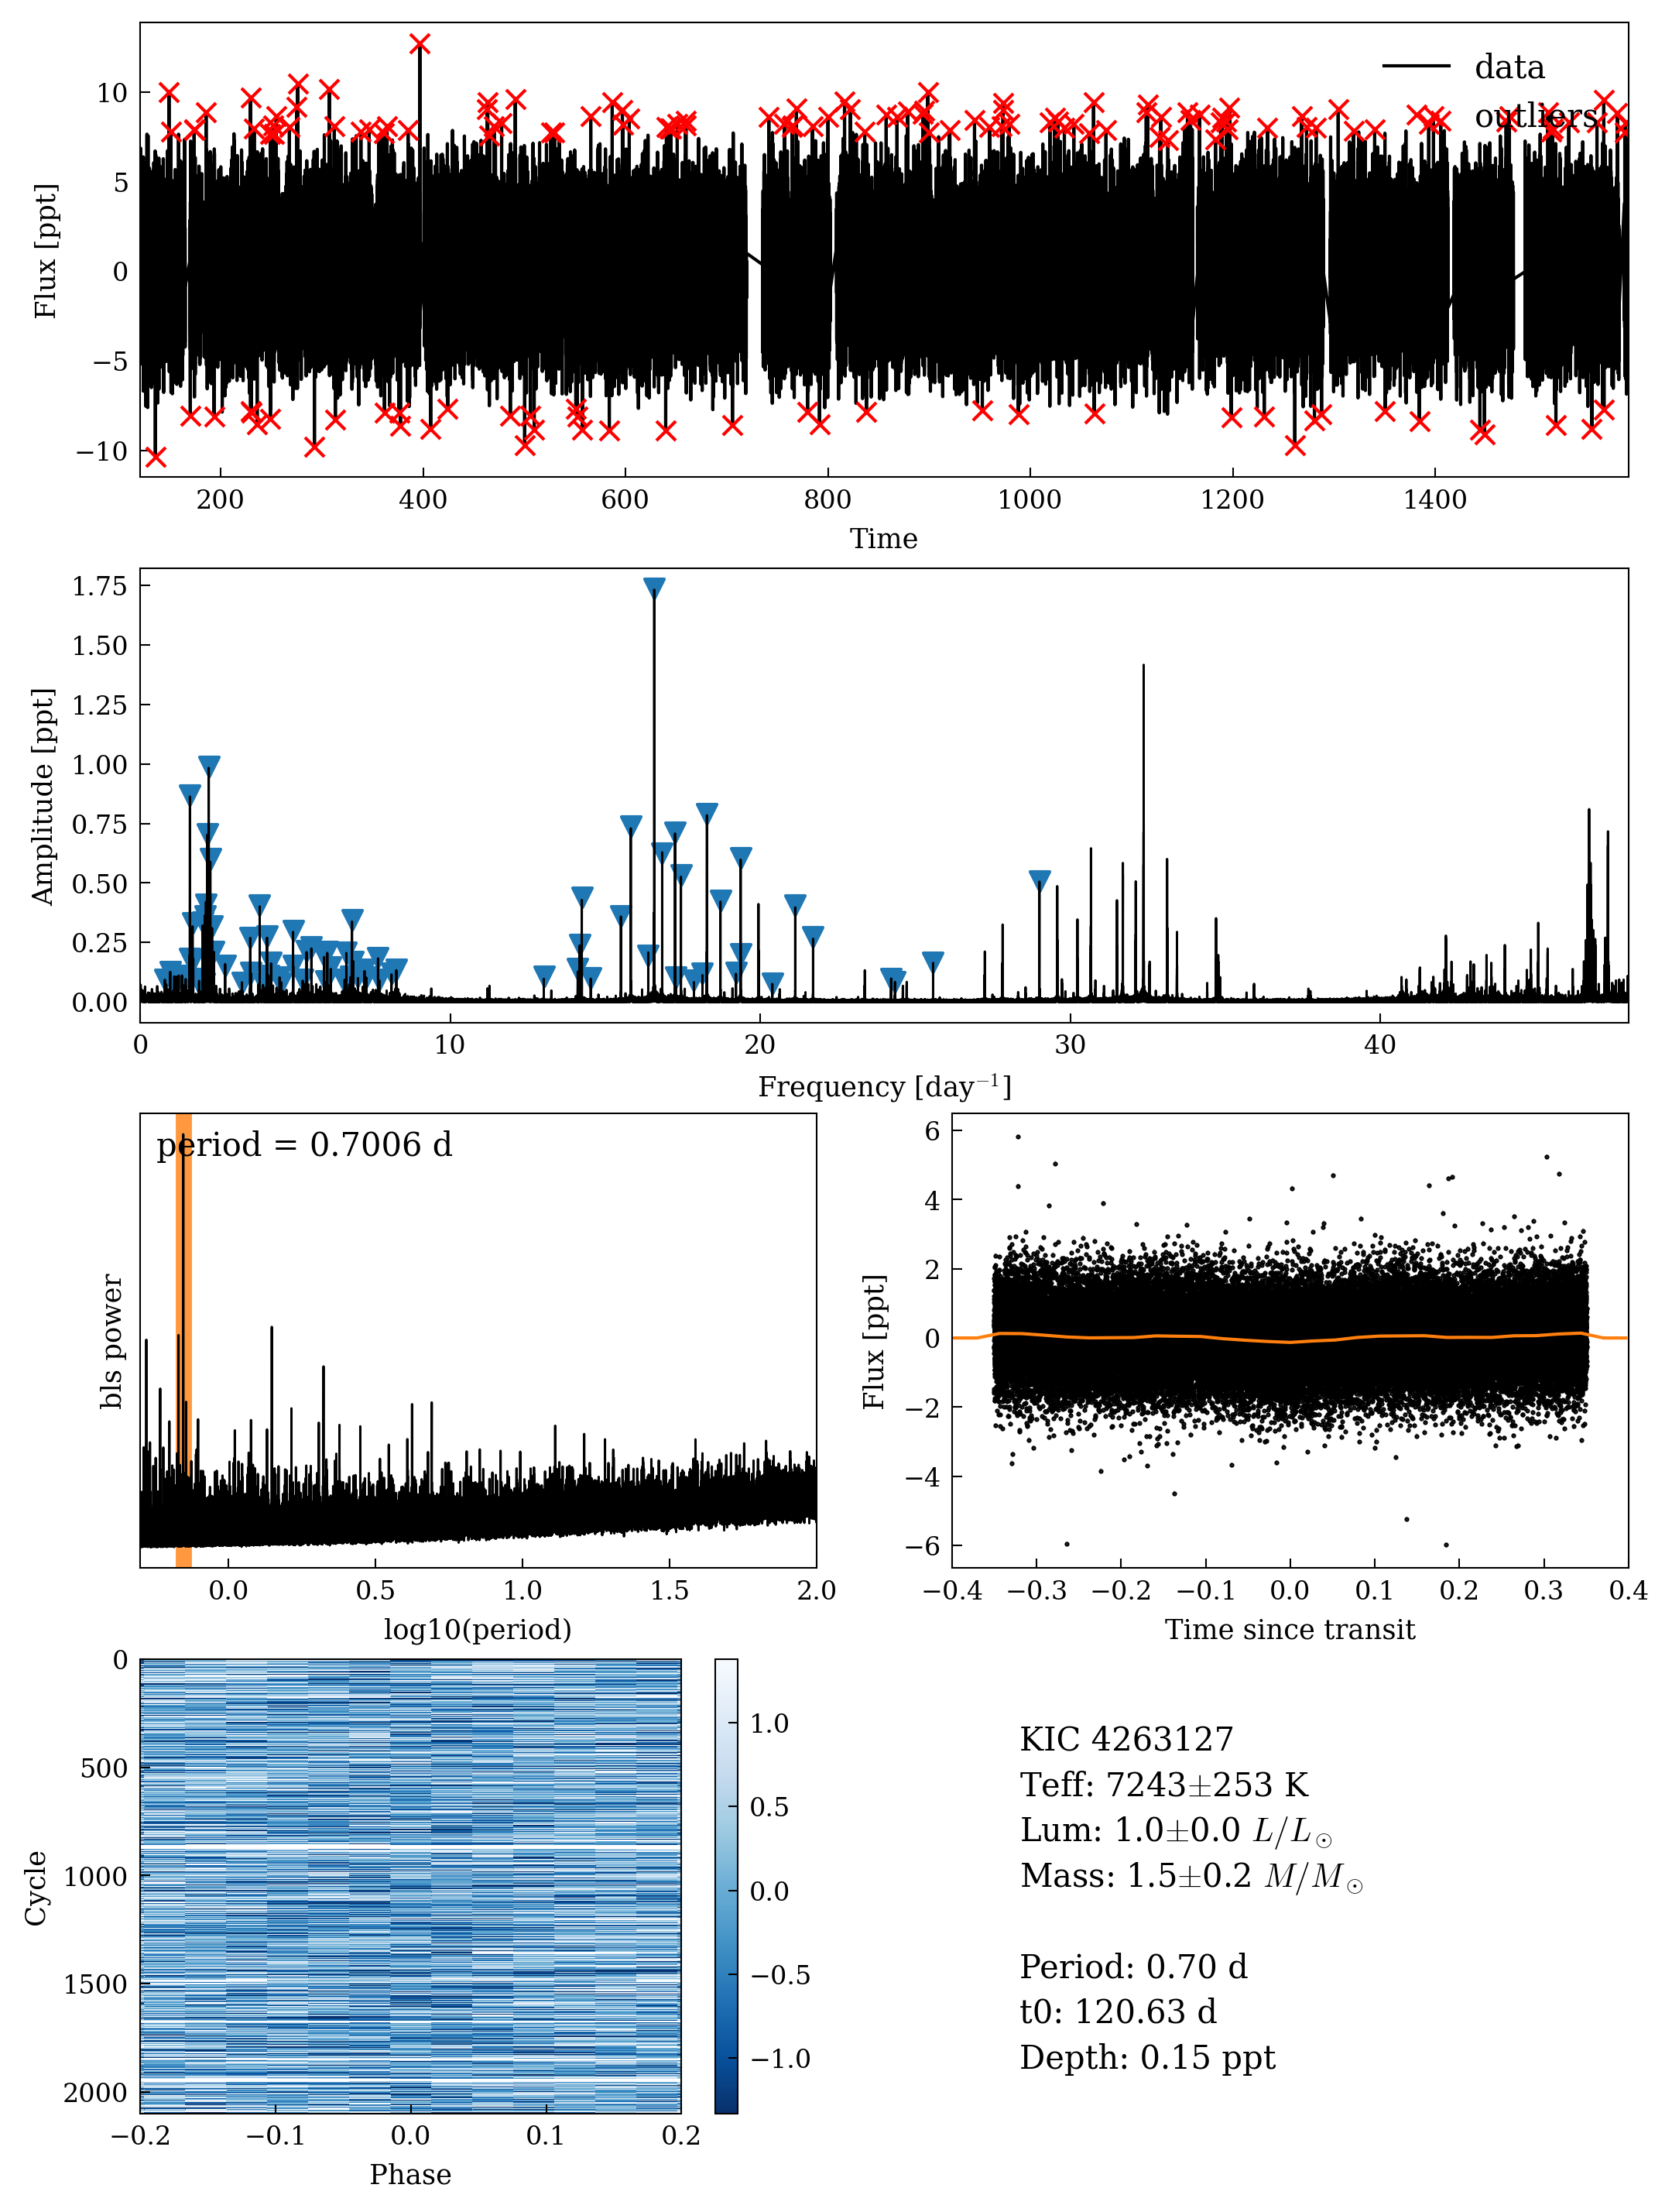 data
outliers
10
5
0
−5
−10
Flux [ppt]
200 400 600 800 1000 1200 1400
Time
1.75
1.50
1.25
1.00
0.75
0.50
0.25
0.00
Amplitude [ppt]
0 10 20 30 40
Frequency [day⁻¹]
period = 0.7006 d
bls power
0.0 0.5 1.0 1.5 2.0
log10(period)
6
4
2
0
−2
−4
−6
Flux [ppt]
−0.4 −0.3 −0.2 −0.1 0.0 0.1 0.2 0.3 0.4
Time since transit
0
500
1000
1500
2000
Cycle
−0.2 −0.1 0.0 0.1 0.2
Phase
1.0
0.5
0.0
−0.5
−1.0
KIC 4263127
Teff: 7243±253 K
Lum: 1.0±0.0 L/L⊙
Mass: 1.5±0.2 M/M⊙
Period: 0.70 d
t0: 120.63 d
Depth: 0.15 ppt